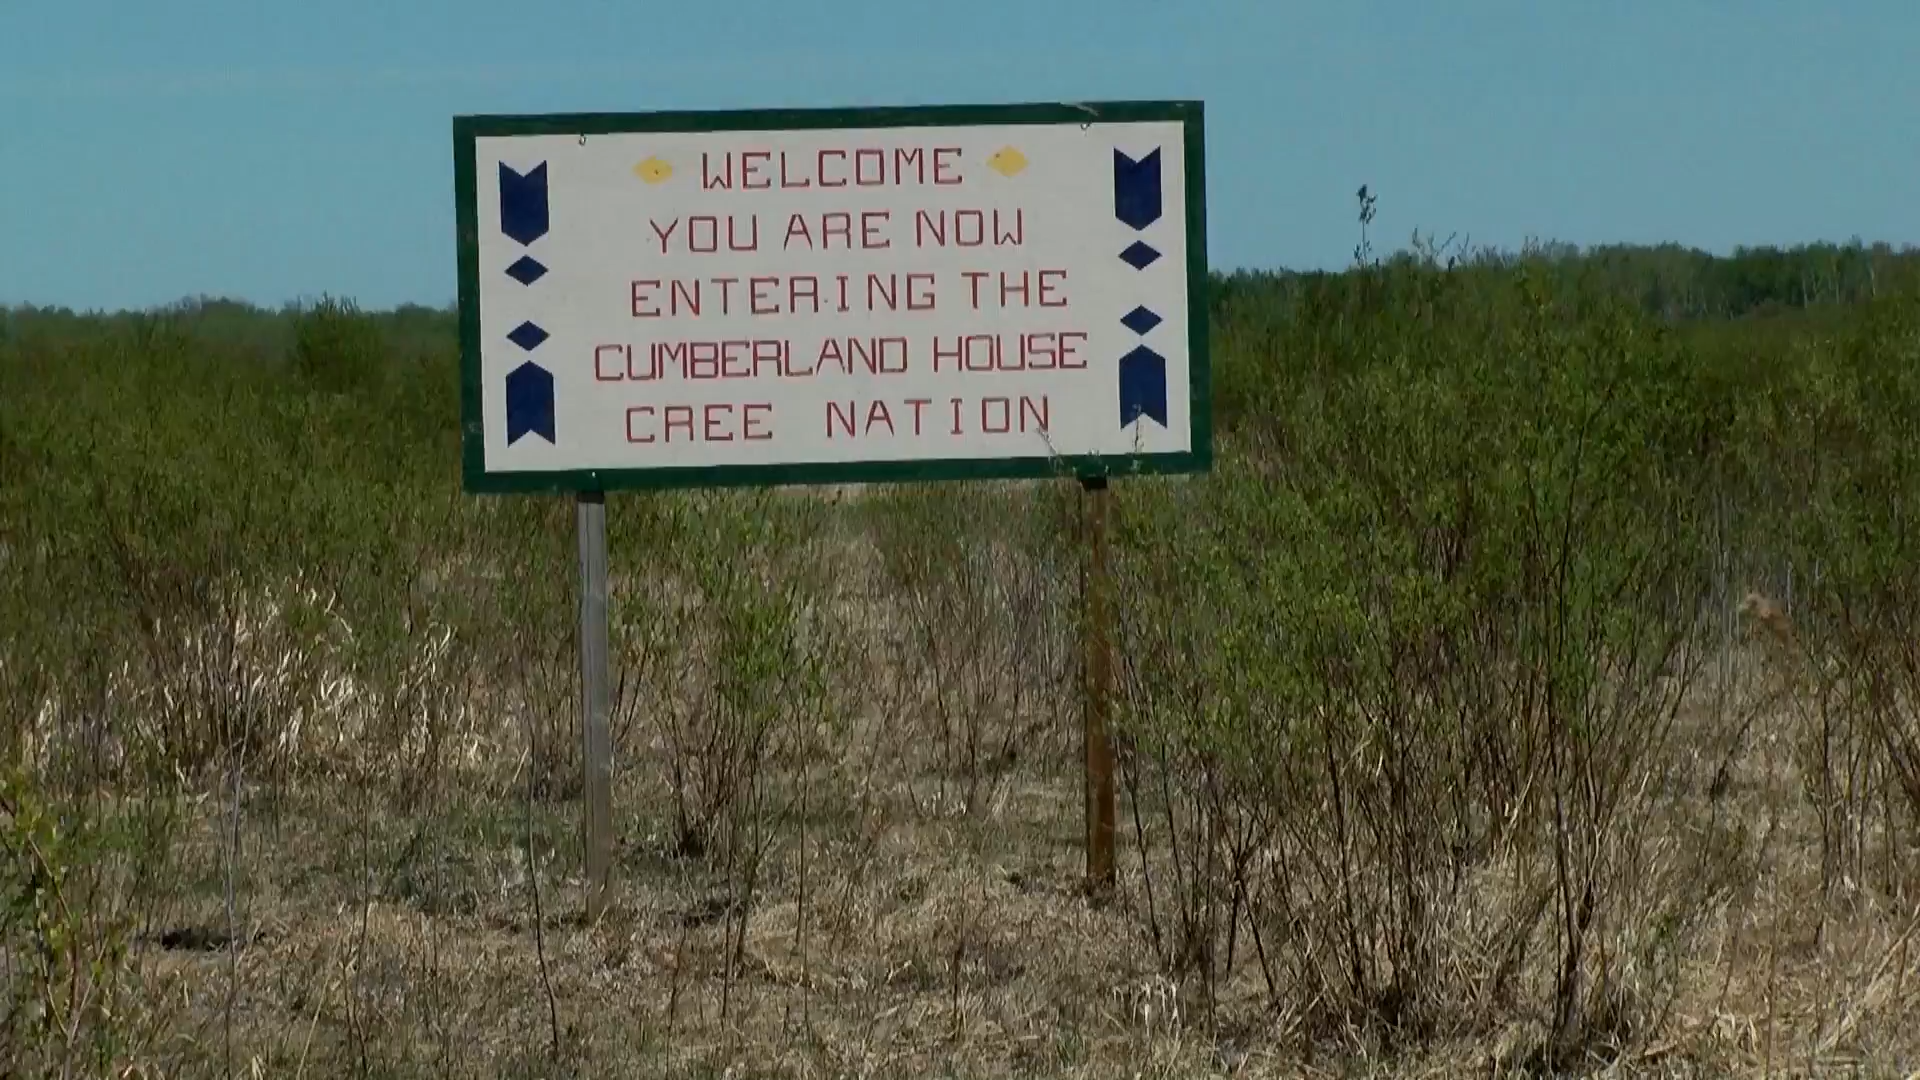 WELCOME
YOU ARE NOW
ENTERING THE
CUMBERLAND HOUSE
CREE NATION